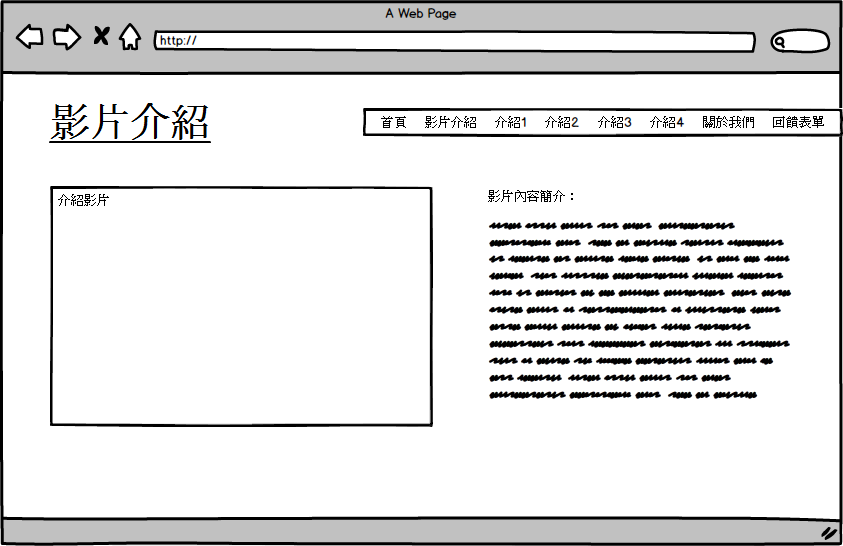 A Web Page
http://
影片介紹
首頁 影片介紹 介紹1 介紹2 介紹3 介紹4 關於我們 回饋表單
介紹影片
影片內容簡介：